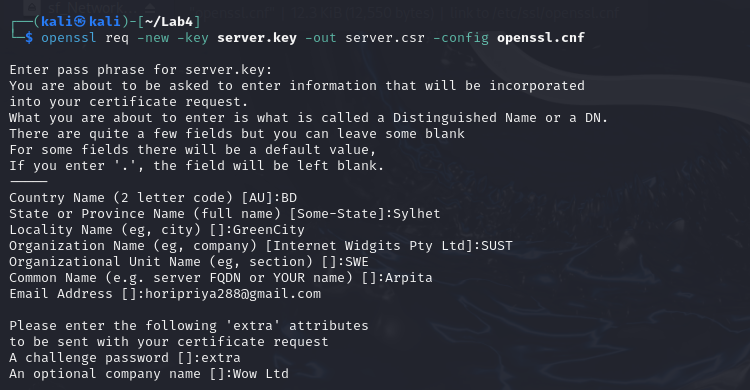 ┌──(kali㉿kali)-[~/Lab4]
└─$ openssl req -new -key server.key -out server.csr -config openssl.cnf
Enter pass phrase for server.key:
You are about to be asked to enter information that will be incorporated
into your certificate request.
What you are about to enter is what is called a Distinguished Name or a DN.
There are quite a few fields but you can leave some blank
For some fields there will be a default value,
If you enter '.', the field will be left blank.
-----
Country Name (2 letter code) [AU]:BD
State or Province Name (full name) [Some-State]:Sylhet
Locality Name (eg, city) []:GreenCity
Organization Name (eg, company) [Internet Widgits Pty Ltd]:SUST
Organizational Unit Name (eg, section) []:SWE
Common Name (e.g. server FQDN or YOUR name) []:Arpita
Email Address []:horipriya288@gmail.com
Please enter the following 'extra' attributes
to be sent with your certificate request
A challenge password []:extra
An optional company name []:Wow Ltd